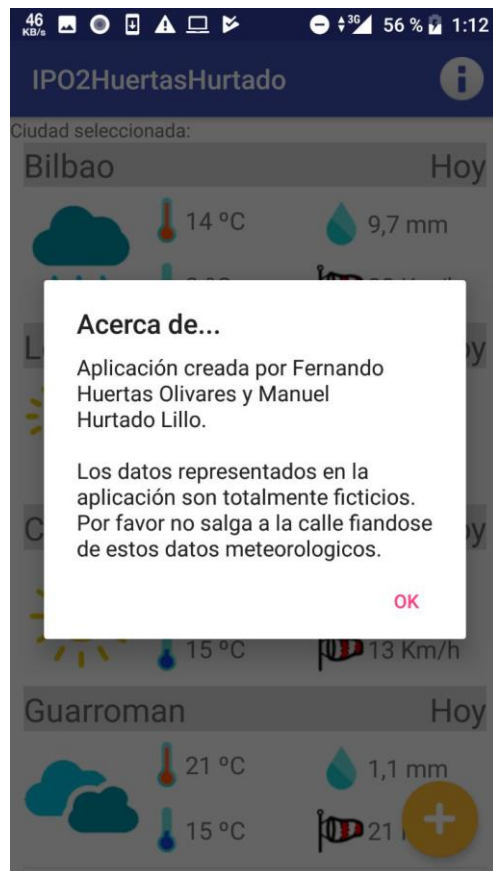 46
KB/s
3G
56 %
1:12
IPO2HuertasHurtado
Ciudad seleccionada:
Bilbao
Hoy
14 ºC
9,7 mm
Acerca de...
Aplicación creada por Fernando
Huertas Olivares y Manuel
Hurtado Lillo.
Los datos representados en la
aplicación son totalmente ficticios.
Por favor no salga a la calle fiandose
de estos datos meteorologicos.
OK
15 ºC
13 Km/h
Guarroman
Hoy
21 ºC
1,1 mm
15 ºC
21